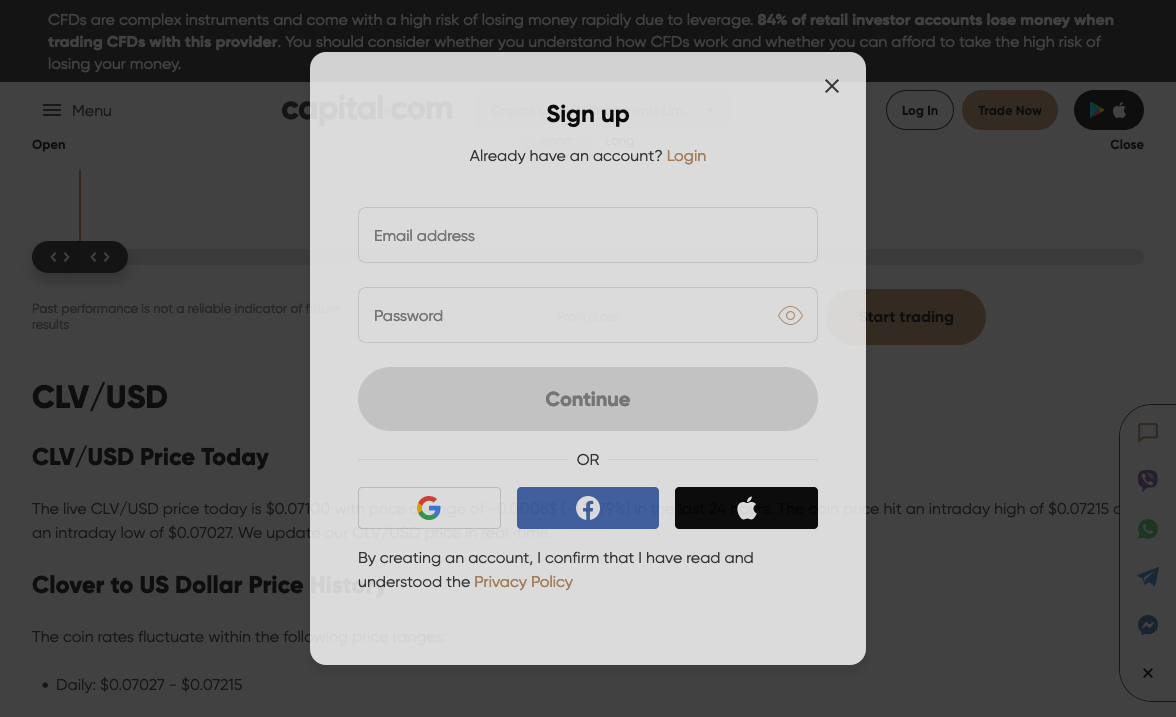 CFDs are complex instruments and come with a high risk of losing money rapidly due to leverage. 84% of retail investor accounts lose money when
trading CFDs with this provider. You should consider whether you understand how CFDs work and whether you can afford to take the high risk of
losing your money.
Menu
capital.com
Log In
Trade Now
Open
Close
Long
Past performance is not a reliable indicator of future
results
Start trading
CLV/USD
CLV/USD Price Today
The live CLV/USD price today is $0.07100 with price change of -0.0008$ in the last 24 hours. The coin price hit an intraday high of $0.07215
an intraday low of $0.07027. We update our CLV/USD price in real-time.
Clover to US Dollar Price History
The coin rates fluctuate within the following price ranges:
• Daily: $0.07027 - $0.07215
Sign up
Already have an account? Login
Email address
Password
Continue
OR
By creating an account, I confirm that I have read and
understood the Privacy Policy